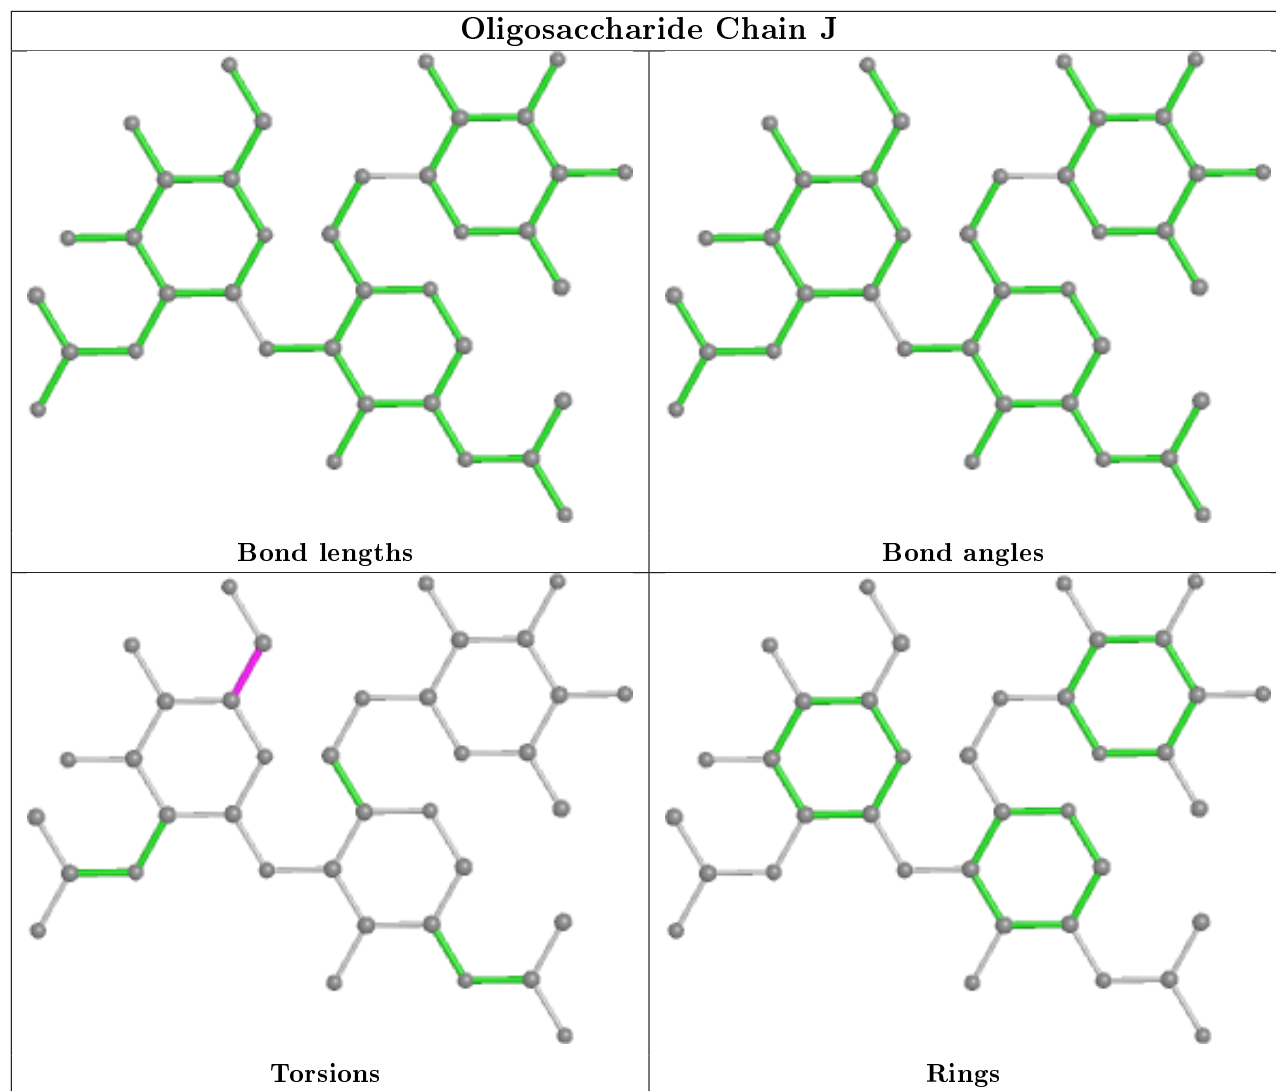 Oligosaccharide Chain J
Bond lengths
Bond angles
Torsions
Rings